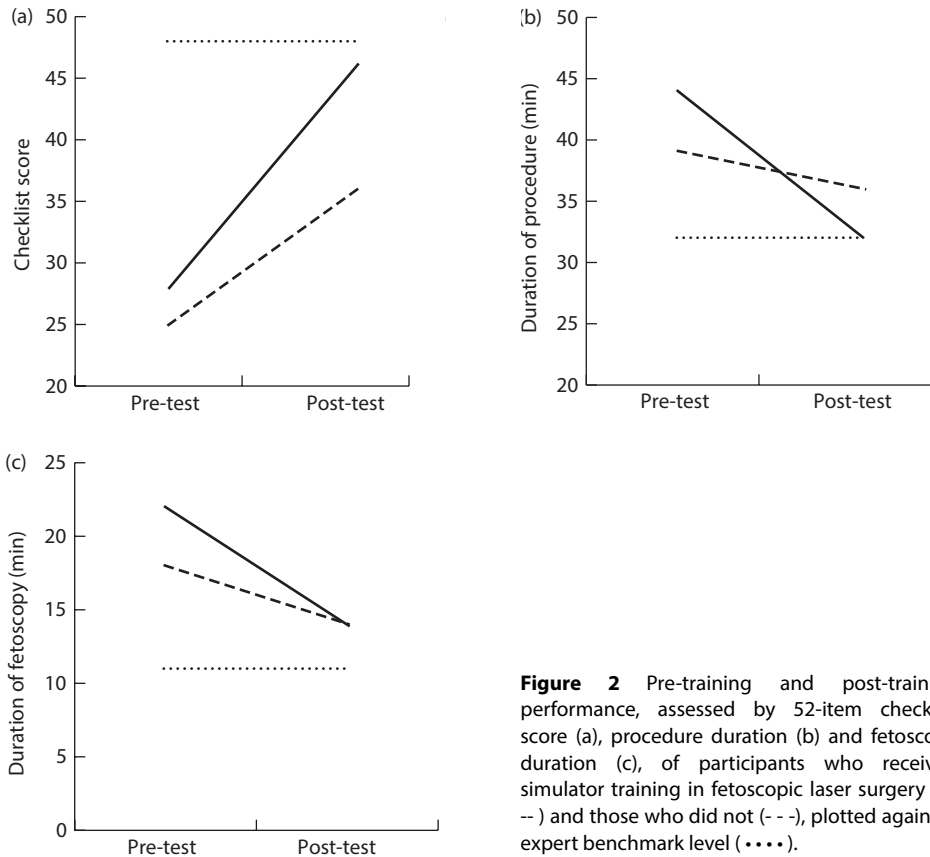 (a)
50
45
40
35
30
25
20
Checklist score
Pre-test Post-test
(b)
50
45
40
35
30
25
20
Duration of procedure (min)
Pre-test Post-test
(c)
25
20
15
10
5
0
Duration of fetoscopy (min)
Pre-test Post-test
Figure 2 Pre-training and post-train
performance, assessed by 52-item check
score (a), procedure duration (b) and fetosco
duration (c), of participants who receiv
simulator training in fetoscopic laser surgery
-- ) and those who did not (- - -), plotted again
expert benchmark level ( •••• ).